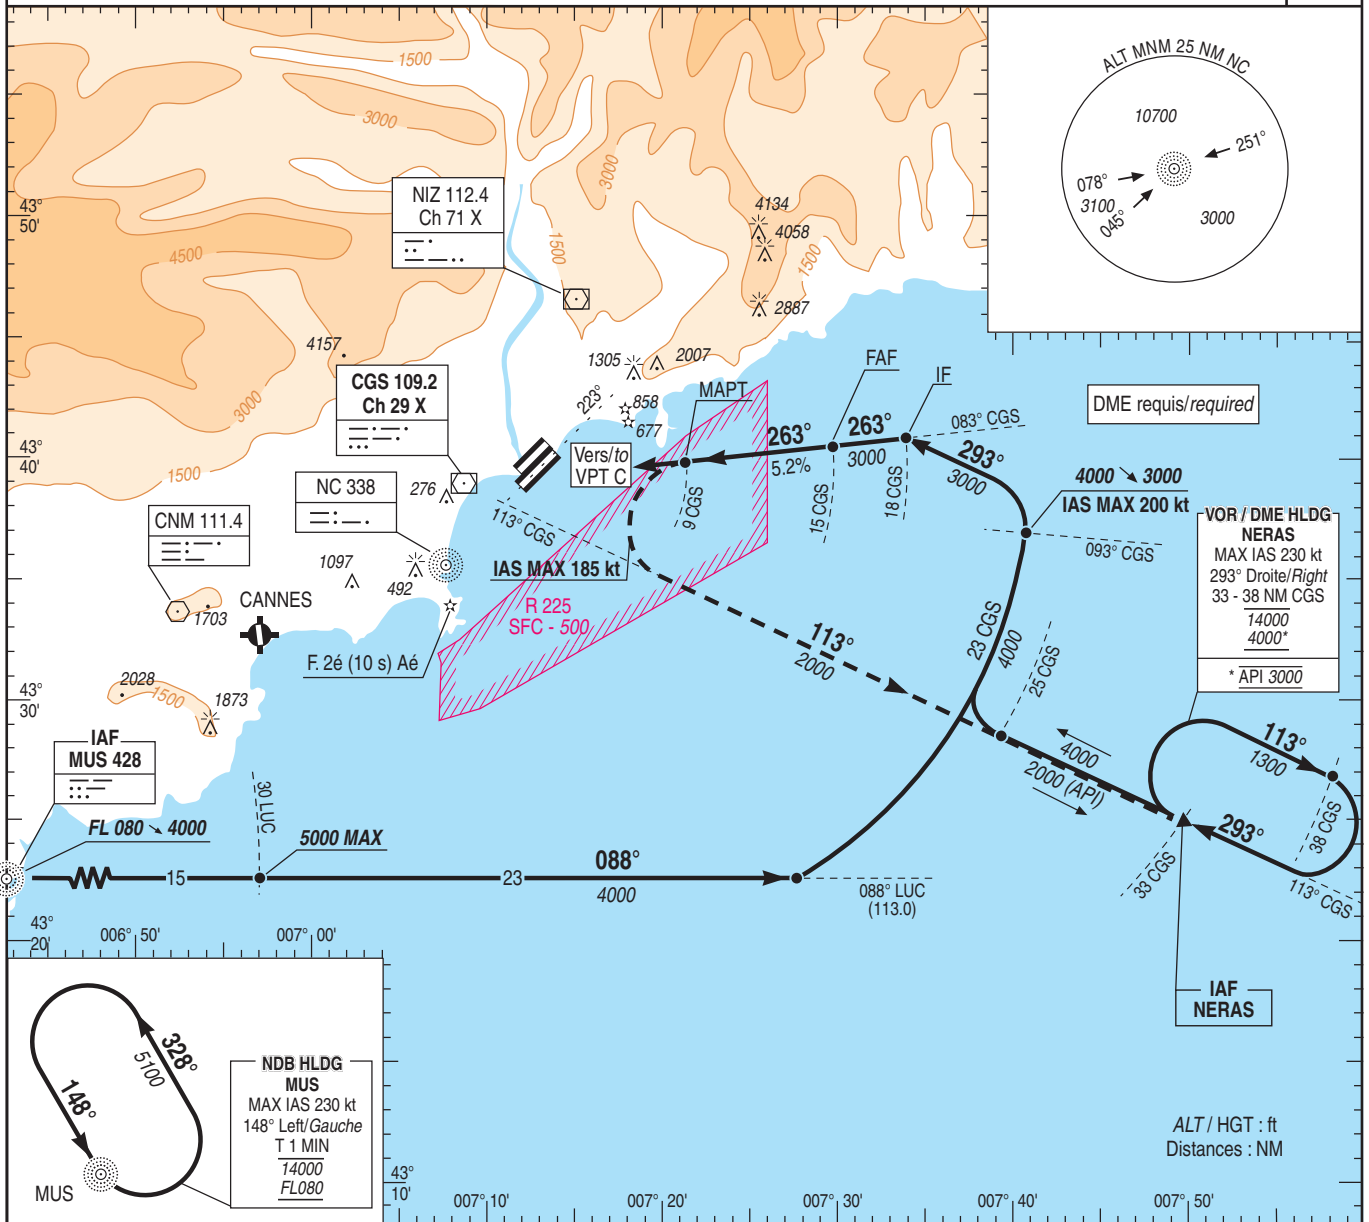 ALT MNM 25 NM NC
10700
251°
078°
3100
045°
3000
1500
3000
3000
1500
1500
4500
3000
1500
43°
50'
NIZ 112.4
Ch 71 X
4134
4058
2887
4157
1305
2007
223°
858
677
CGS 109.2
Ch 29 X
43°
40'
NC 338
276
CNM 111.4
1097
492
1703
CANNES
F. 2é (10 s) Aé
2028
1500
1873
43°
30'
MAPT
FAF
IF
DME requis/required
Vers/to
VPT C
263°
5.2%
263°
3000
083° CGS
293°
3000
9 CGS
15 CGS
18 CGS
4000 ↘ 3000
IAS MAX 200 kt
093° CGS
113° CGS
IAS MAX 185 kt
R 225
SFC - 500
113°
2000
23 CGS
4000
25 CGS
4000
2000 (API)
VOR / DME HLDG
NERAS
MAX IAS 230 kt
293° Droite/Right
33 - 38 NM CGS
14000
4000*
* API 3000
113°
1300
38 CGS
293°
33 CGS
113° CGS
IAF
NERAS
IAF
MUS 428
FL 080 ↘ 4000
30 LUC
5000 MAX
15
23
088°
4000
088° LUC
(113.0)
43°
20'
006° 50'
007° 00'
328°
5100
148°
MUS
NDB HLDG
MUS
MAX IAS 230 kt
148° Left/Gauche
T 1 MIN
14000
FL080
ALT / HGT : ft
Distances : NM
43°
10'
007° 10'
007° 20'
007° 30'
007° 40'
007° 50'